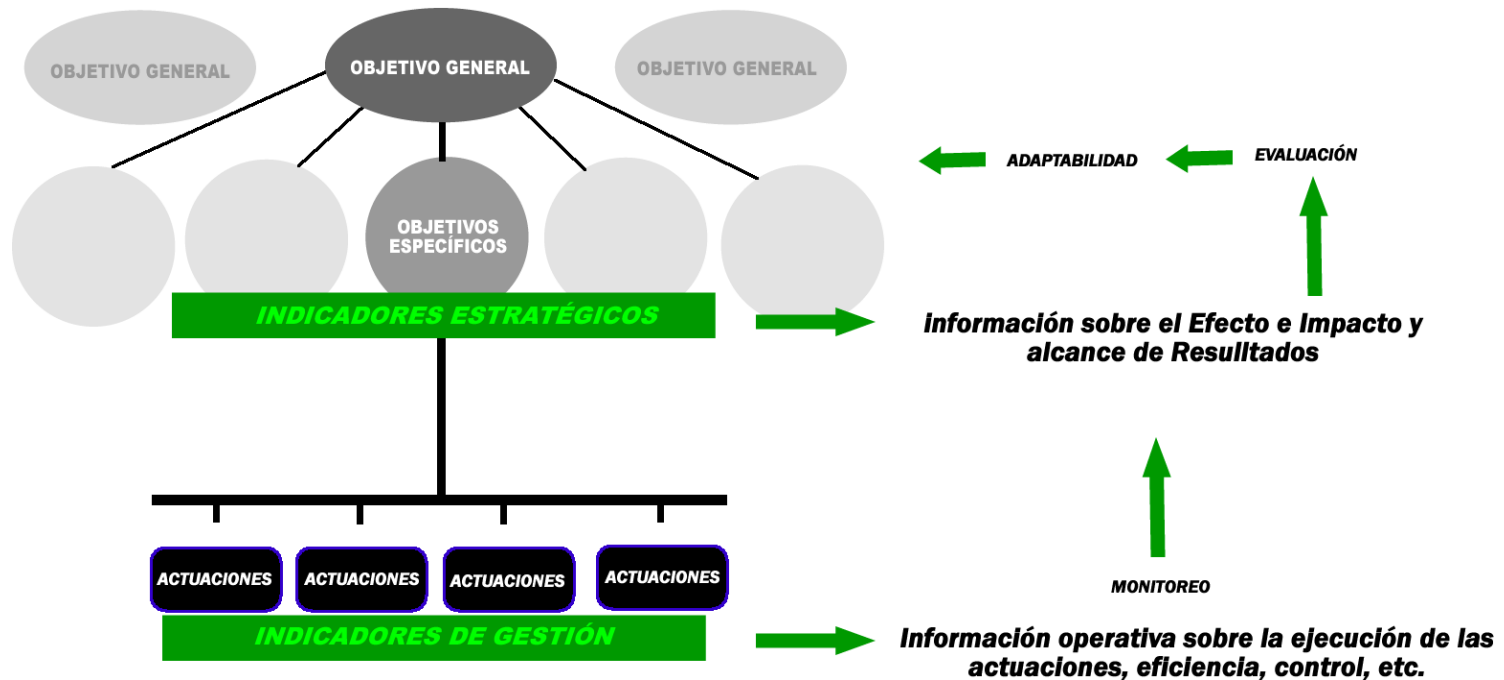 OBJETIVO GENERAL
OBJETIVO GENERAL
OBJETIVO GENERAL
OBJETIVOS
ESPECÍFICOS
ADAPTABILIDAD
EVALUACIÓN
INDICADORES ESTRATÉGICOS
información sobre el Efecto e Impacto y
alcance de Resulltados
ACTUACIONES
ACTUACIONES
ACTUACIONES
ACTUACIONES
MONITOREO
INDICADORES DE GESTIÓN
Información operativa sobre la ejecución de las
actuaciones, eficiencia, control, etc.